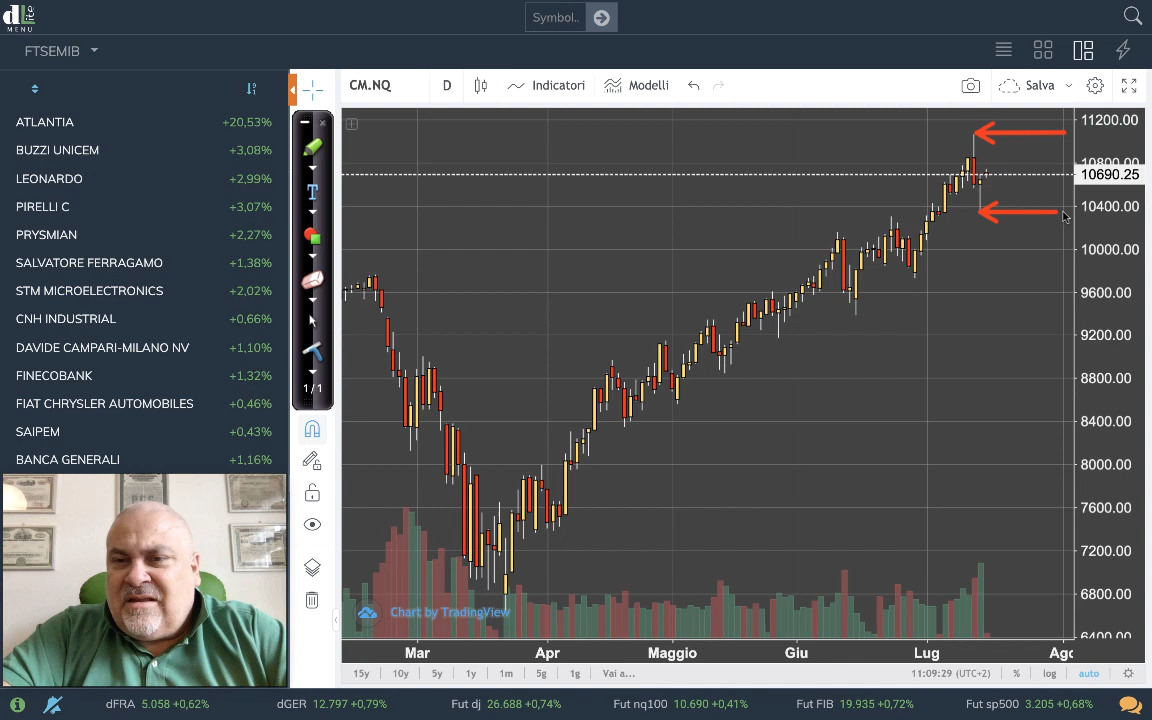 dLite
MENU
Symbol..
FTSEMIB
ATLANTIA +20,53%
BUZZI UNICEM +3,08%
LEONARDO +2,99%
PIRELLI C +3,07%
PRYSMIAN +2,27%
SALVATORE FERRAGAMO +1,38%
STM MICROELECTRONICS +2,02%
CNH INDUSTRIAL +0,66%
DAVIDE CAMPARI-MILANO NV +1,10%
FINECOBANK +1,32%
FIAT CHRYSLER AUTOMOBILES +0,46%
SAIPEM +0,43%
BANCA GENERALI +1,16%
T
1/1
CM.NQ D Indicatori Modelli Salva
11200.00
10800.00
10690.25
10400.00
10000.00
9600.00
9200.00
8800.00
8400.00
8000.00
7600.00
7200.00
6800.00
6400.00
Chart by TradingView
Mar Apr Maggio Giu Lug Ago
15y 10y 5y 1y 1m 5g 1g Vai a... 11:09:29 (UTC+2) % log auto
dFRA 5.058 +0,62% dGER 12.797 +0,79% Fut dj 26.688 +0,74% Fut nq100 10.690 +0,41% Fut FIB 19.935 +0,72% Fut sp500 3.205 +0,68%